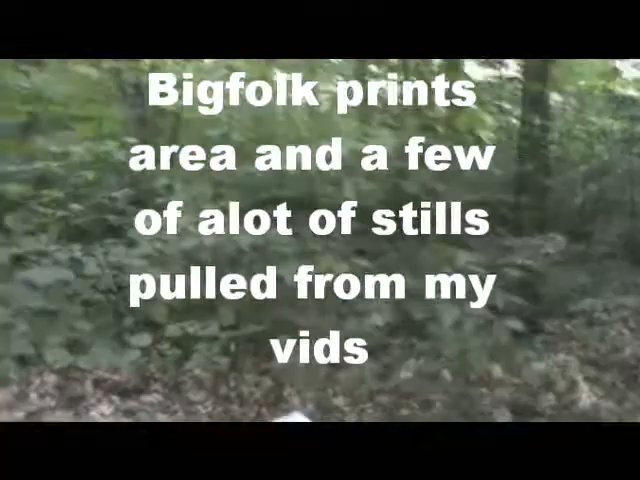 Bigfolk prints
area and a few
of alot of stills
pulled from my
vids